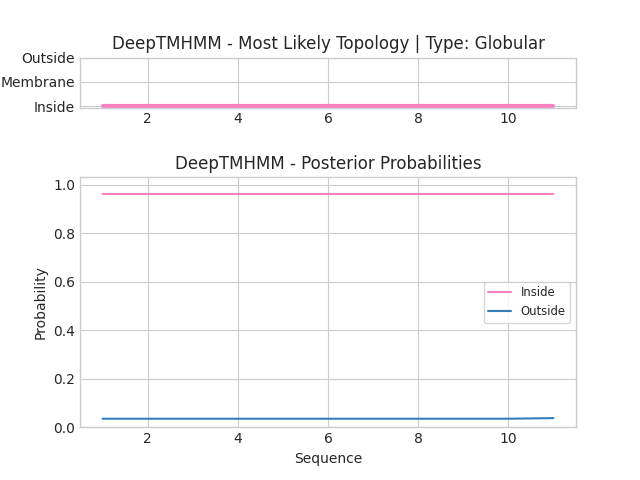 DeepTMHMM - Most Likely Topology | Type: Globular
Outside
Membrane
Inside
2 4 6 8 10
DeepTMHMM - Posterior Probabilities
1.0
0.8
0.6
0.4
0.2
0.0
Probability
Inside
Outside
2 4 6 8 10
Sequence